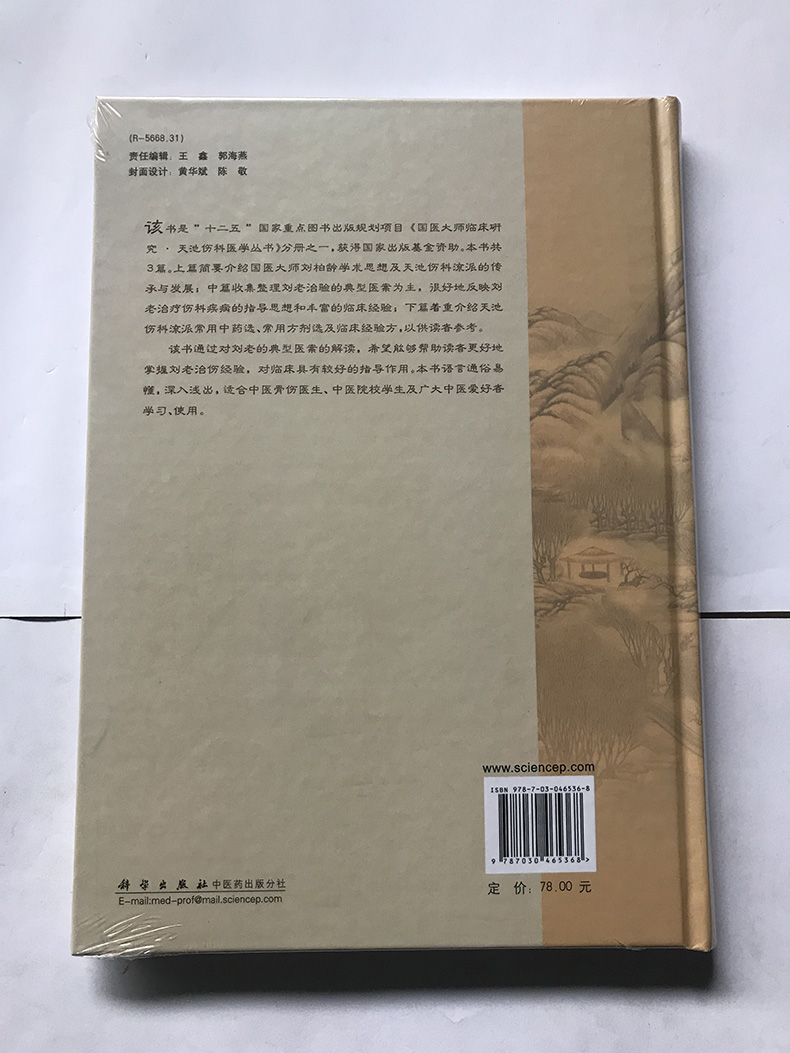 (R-5668.31)
责任编辑：王 鑫 郭海燕
封面设计：黄华斌 陈 敬
该书是“十二五”国家重点图书出版规划项目《国医大师临床研
究·天池伤科医学丛书》分册之一，获得国家出版基金资助。本书共
3篇。上篇简要介绍国医大师刘柏龄学术思想及天池伤科流派的传
承与发展；中篇收集整理刘老治验的典型医案为主，很好地反映刘
老治疗伤科疾病的指导思想和丰富的临床经验；下篇着重介绍天池
伤科流派常用中药选、常用方剂选及临床经验方，以供读者参考。
该书通过对刘老的典型医案的解读，希望能够帮助读者更好地
掌握刘老治伤经验，对临床具有较好的指导作用。本书语言通俗易
懂，深入浅出，适合中医骨伤医生、中医院校学生及广大中医爱好者
学习、使用。
www.sciencep.com
ISBN 978-7-03-046536-8
9 787030 465368>
定 价：78.00 元
科学出版社 中医药出版分社
E-mail:med-prof@mail.sciencep.com